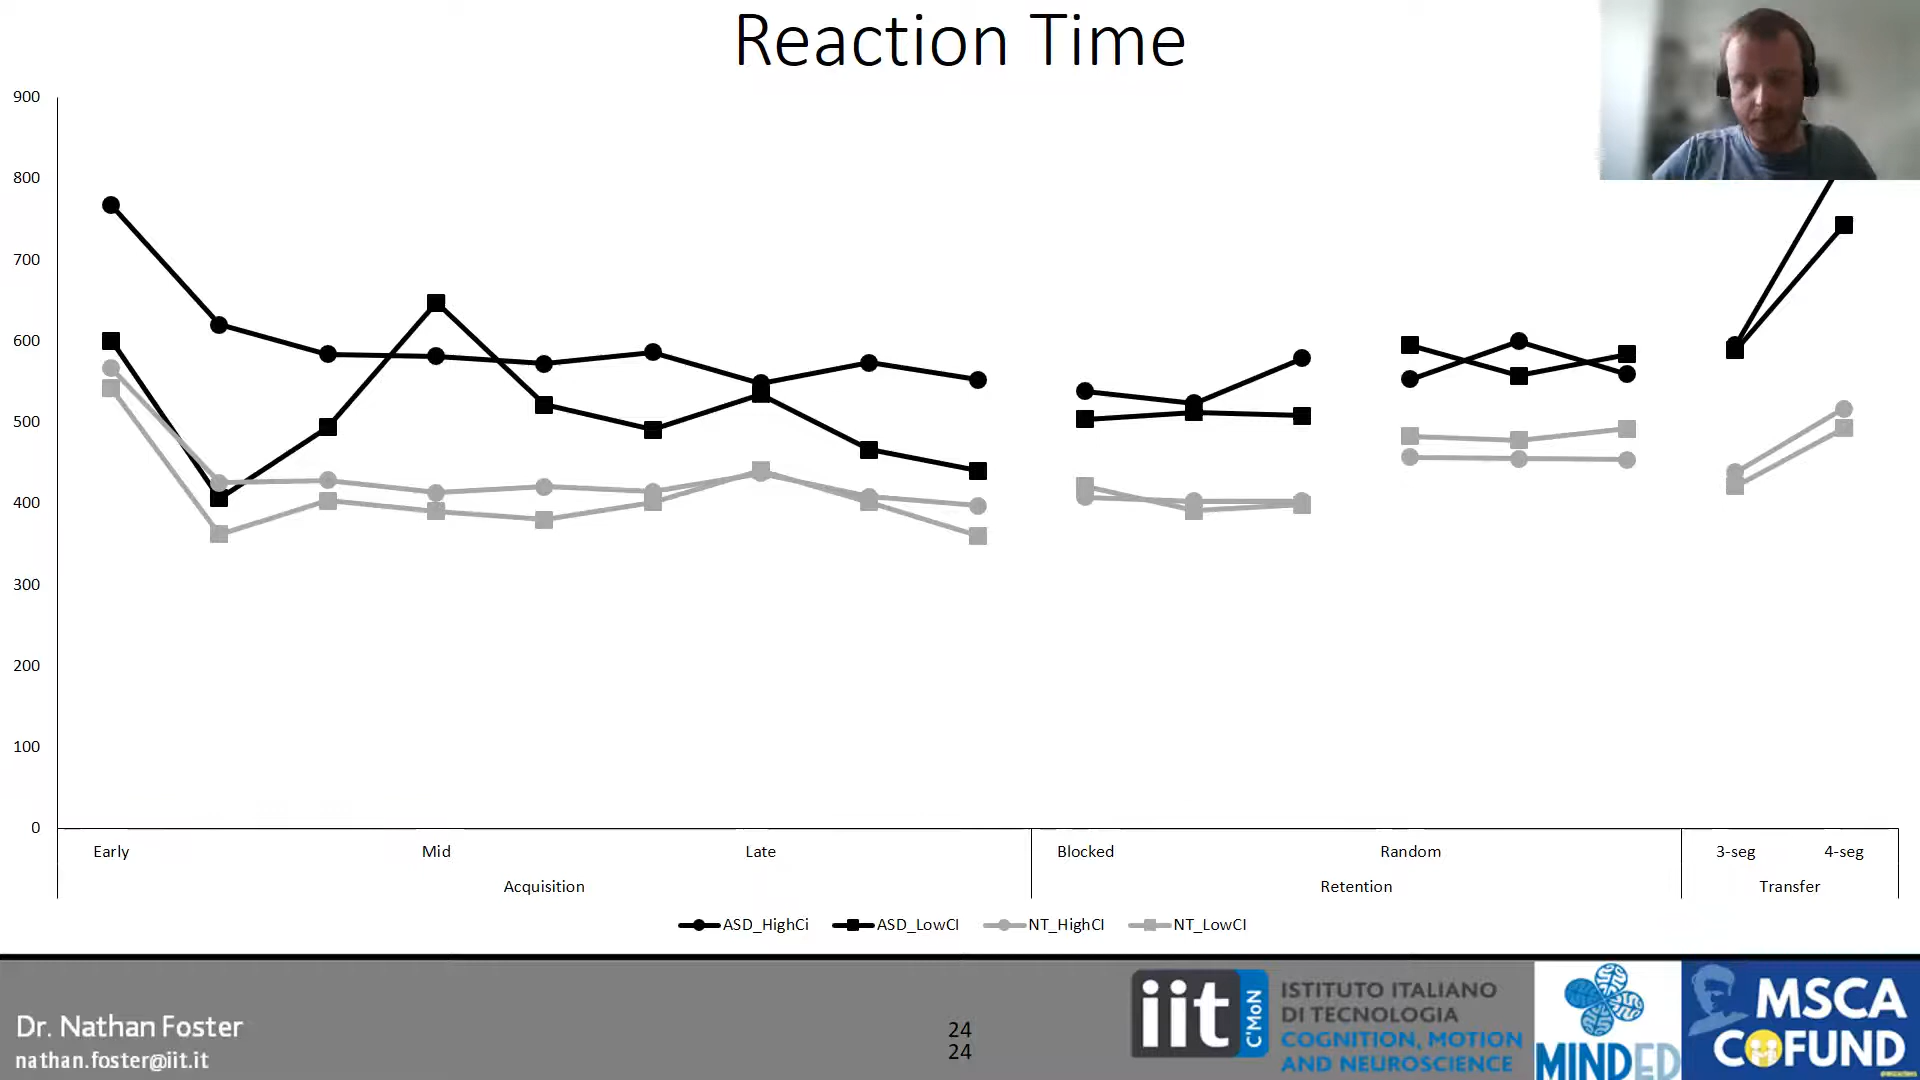 Reaction Time
900
800
700
600
500
400
300
200
100
0
Early Mid Late Blocked Random 3-seg 4-seg
Acquisition Retention Transfer
ASD_HighCi ASD_LowCI NT_HighCI NT_LowCI
Dr. Nathan Foster
nathan.foster@iit.it
24
24
iit
C'MoN
ISTITUTO ITALIANO
DI TECNOLOGIA
COGNITION, MOTION
AND NEUROSCIENCE
MINDED
MSCA
COFUND